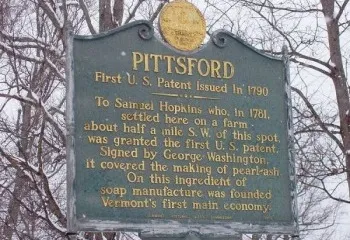 PITTSFORD
First U. S. Patent Issued in 1790
To Samuel Hopkins who, in 1781,
settled here on a farm
about half a mile S. W. of this spot,
was granted the first U. S. patent.
Signed by George Washington,
it covered the making of pearl-ash.
On this ingredient of
soap manufacture was founded
Vermont's first main economy.